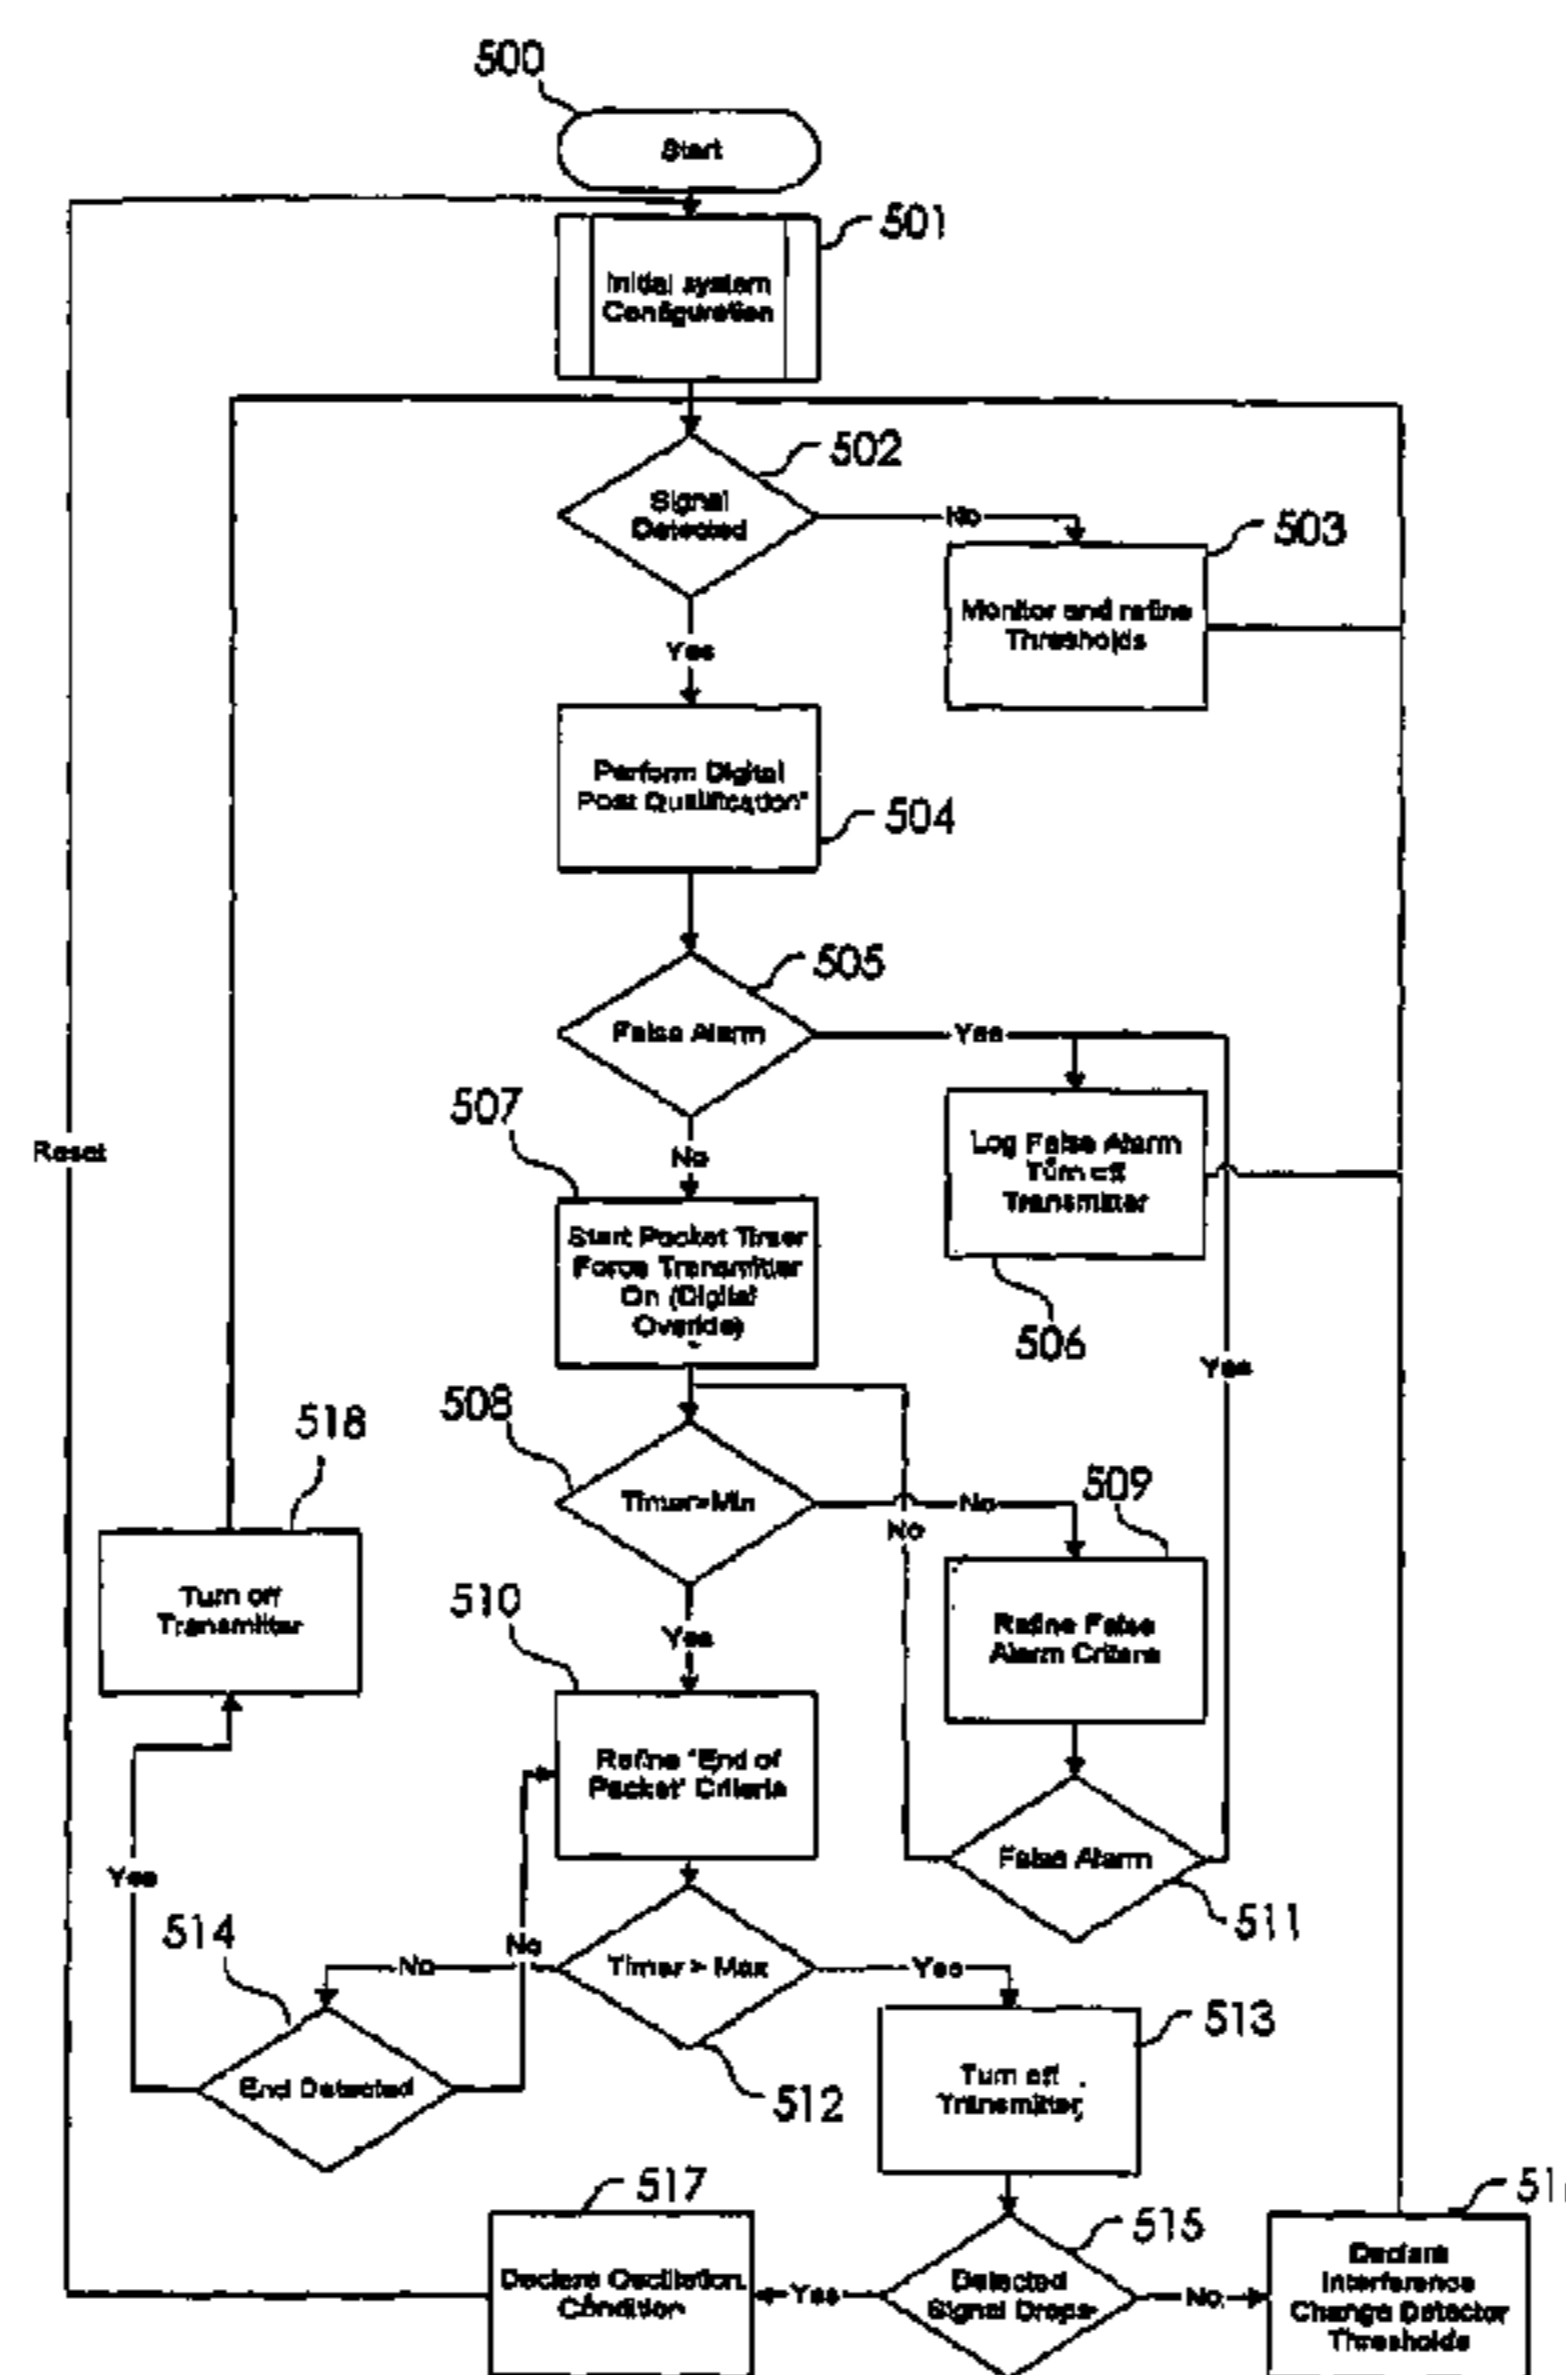 500
Start
501
Initial system
Configuration
502
Signal
Detected
No
503
Monitor and refine
Thresholds
Yes
Perform Digital
Post Qualification"
504
505
False Alarm
Yes
507
Reset
No
Log False Alarm
Turn off
Transmitter
Start Packet Timer
Force Transmitter
On (Digital
Override)
506
Yes
508
518
Timer>Min
No
509
No
Turn off
Transmitter
510
Yes
Refine False
Alarm Criteria
Refine "End of
Packet" Criteria
Yes
False Alarm
511
514
No
No
Timer > Max
Yes
513
End Detected
512
Turn off
Transmitter
517
515
Declare Oscillation
Condition
Yes
Detected
Signal Drops
No
Declare
Interference
Change Detector
Thresholds